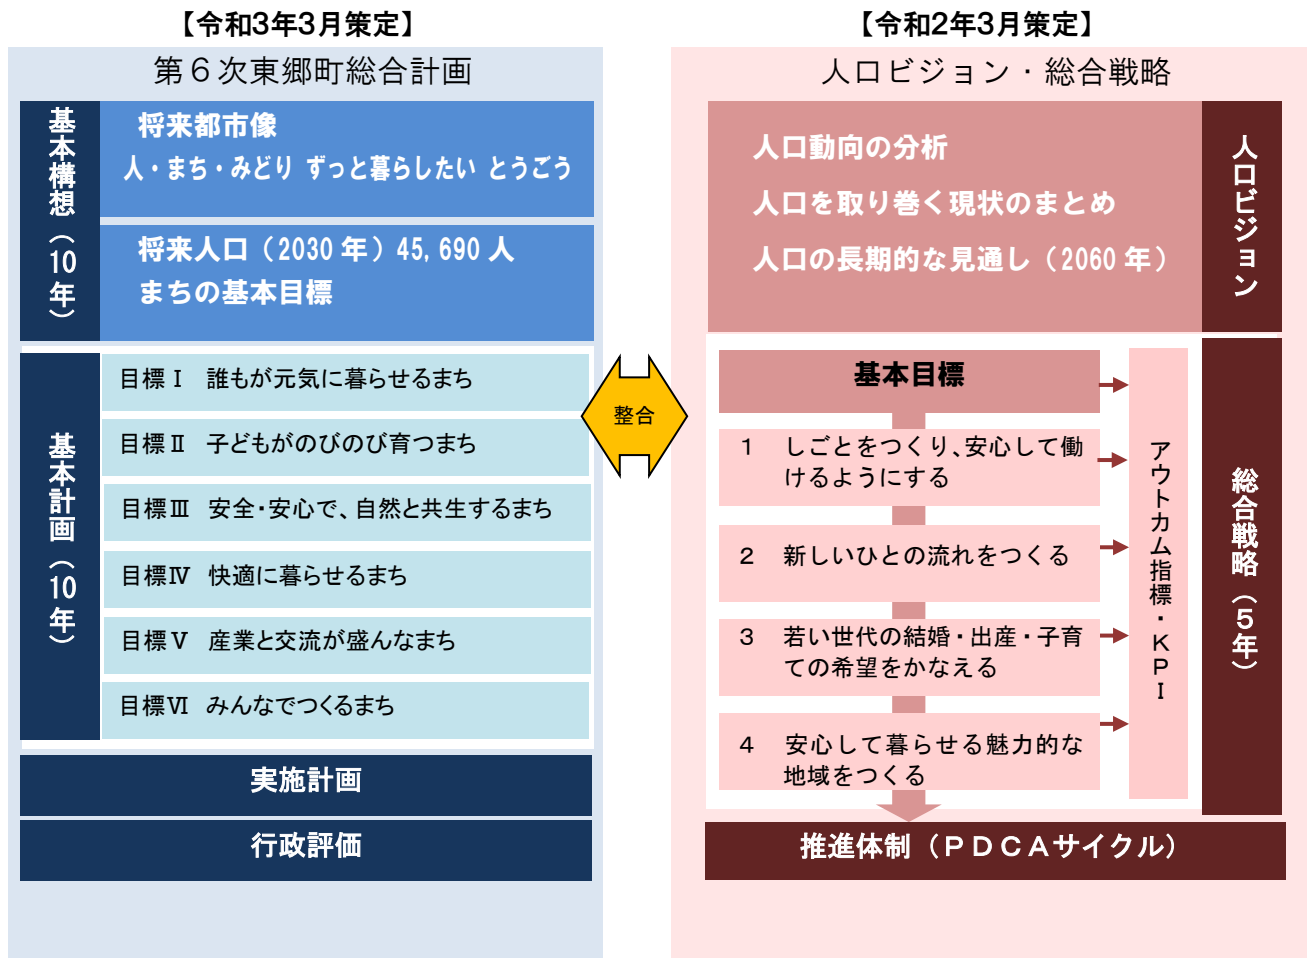 【令和3年3月策定】
第６次東郷町総合計画
基本構想（10年）
将来都市像
人・まち・みどり ずっと暮らしたい とうごう
将来人口（2030年）45,690人
まちの基本目標
基本計画（10年）
目標Ⅰ　誰もが元気に暮らせるまち
目標Ⅱ　子どもがのびのび育つまち
目標Ⅲ　安全・安心で、自然と共生するまち
目標Ⅳ　快適に暮らせるまち
目標Ⅴ　産業と交流が盛んなまち
目標Ⅵ　みんなでつくるまち
実施計画
行政評価
整合
【令和2年3月策定】
人口ビジョン・総合戦略
人口動向の分析
人口を取り巻く現状のまとめ
人口の長期的な見通し（2060年）
人口ビジョン
基本目標
１　しごとをつくり、安心して働
けるようにする
２　新しいひとの流れをつくる
３　若い世代の結婚・出産・子育
ての希望をかなえる
４　安心して暮らせる魅力的な
地域をつくる
アウトカム指標・ＫＰＩ
総合戦略（５年）
推進体制（ＰＤＣＡサイクル）